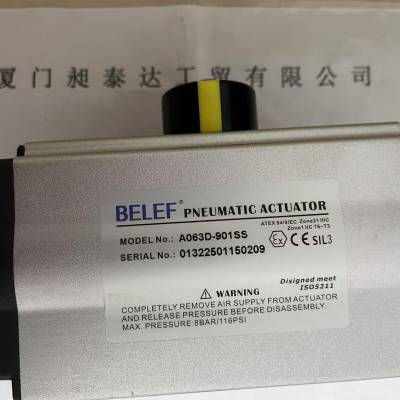 厦门昶泰达工贸有限公司
BELEF PNEUMATIC ACTUATOR
ATEX 94/9/EC Zone21 IIIC
Zone1 IIC T6~T3
MODEL No.: A063D-901SS
SERIAL No.: 01322501150209
Ex CE SIL3
Disigned meet
ISO5211
WARNING
COMPLETELY REMOVE AIR SUPPLY FROM ACTUATOR
AND RELEASE PRESSURE BEFORE DISASSEMBLY.
MAX. PRESSURE:8BAR/116PSI